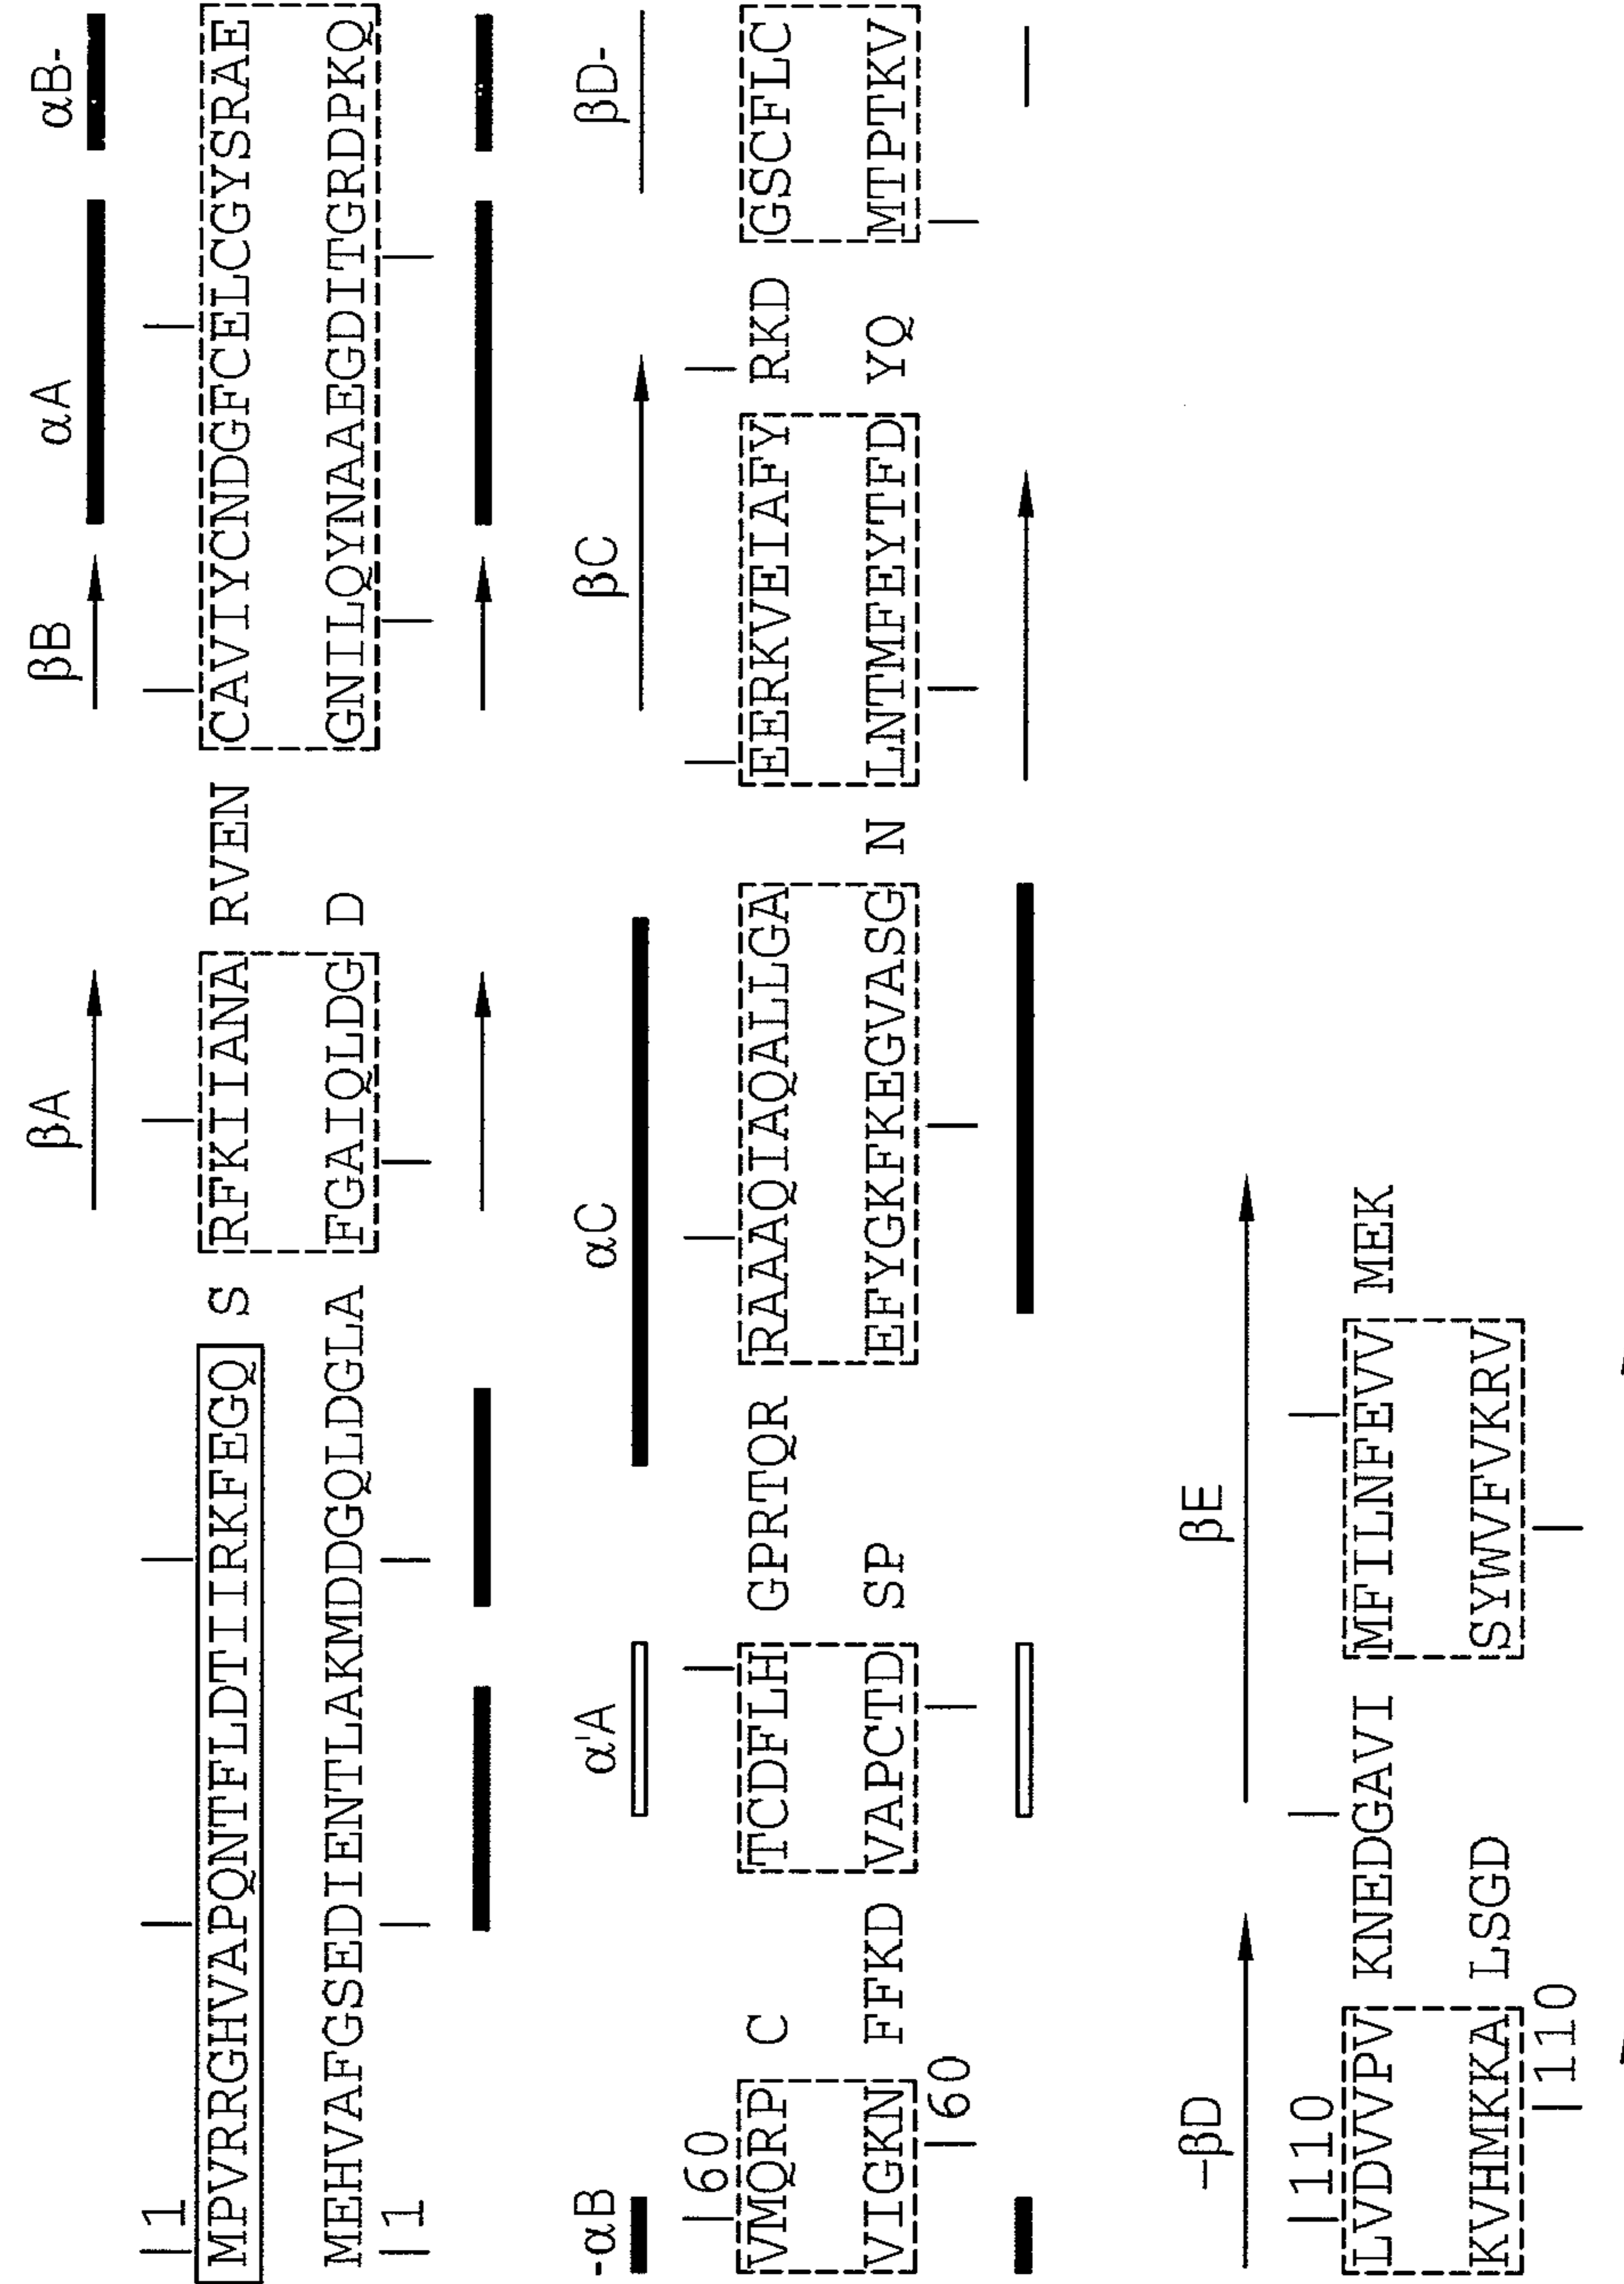 βA βB αA αB-
|1
MPVRRGHVAPQNTFLDTIIRKFEGQ S RFKIIANA RVEN CAVIYCNDGFCELCGYSRAE
MEHVAFGSEDIENTLAKMDDGQLDGLA FGAIQLDG D GNILQYNAAEGDITGRDPKQ
|1
-αB α'A αC βC βD-
|60
VMQRP C TCDFLH GPRTQR RAAAQIAQALLGA EERKVEIAFY RKD GSCFLC
VIGKN FFKD VAPCTD SP EFYGKFKEGVASG N LNTMFEYTFD YQ MTPTKV
|60
-βD βE
|110
LVDVVPV KNEDGAVI MFILNFEVV MEK
KVHMKKA LSGD SYWVFVKRV
|110